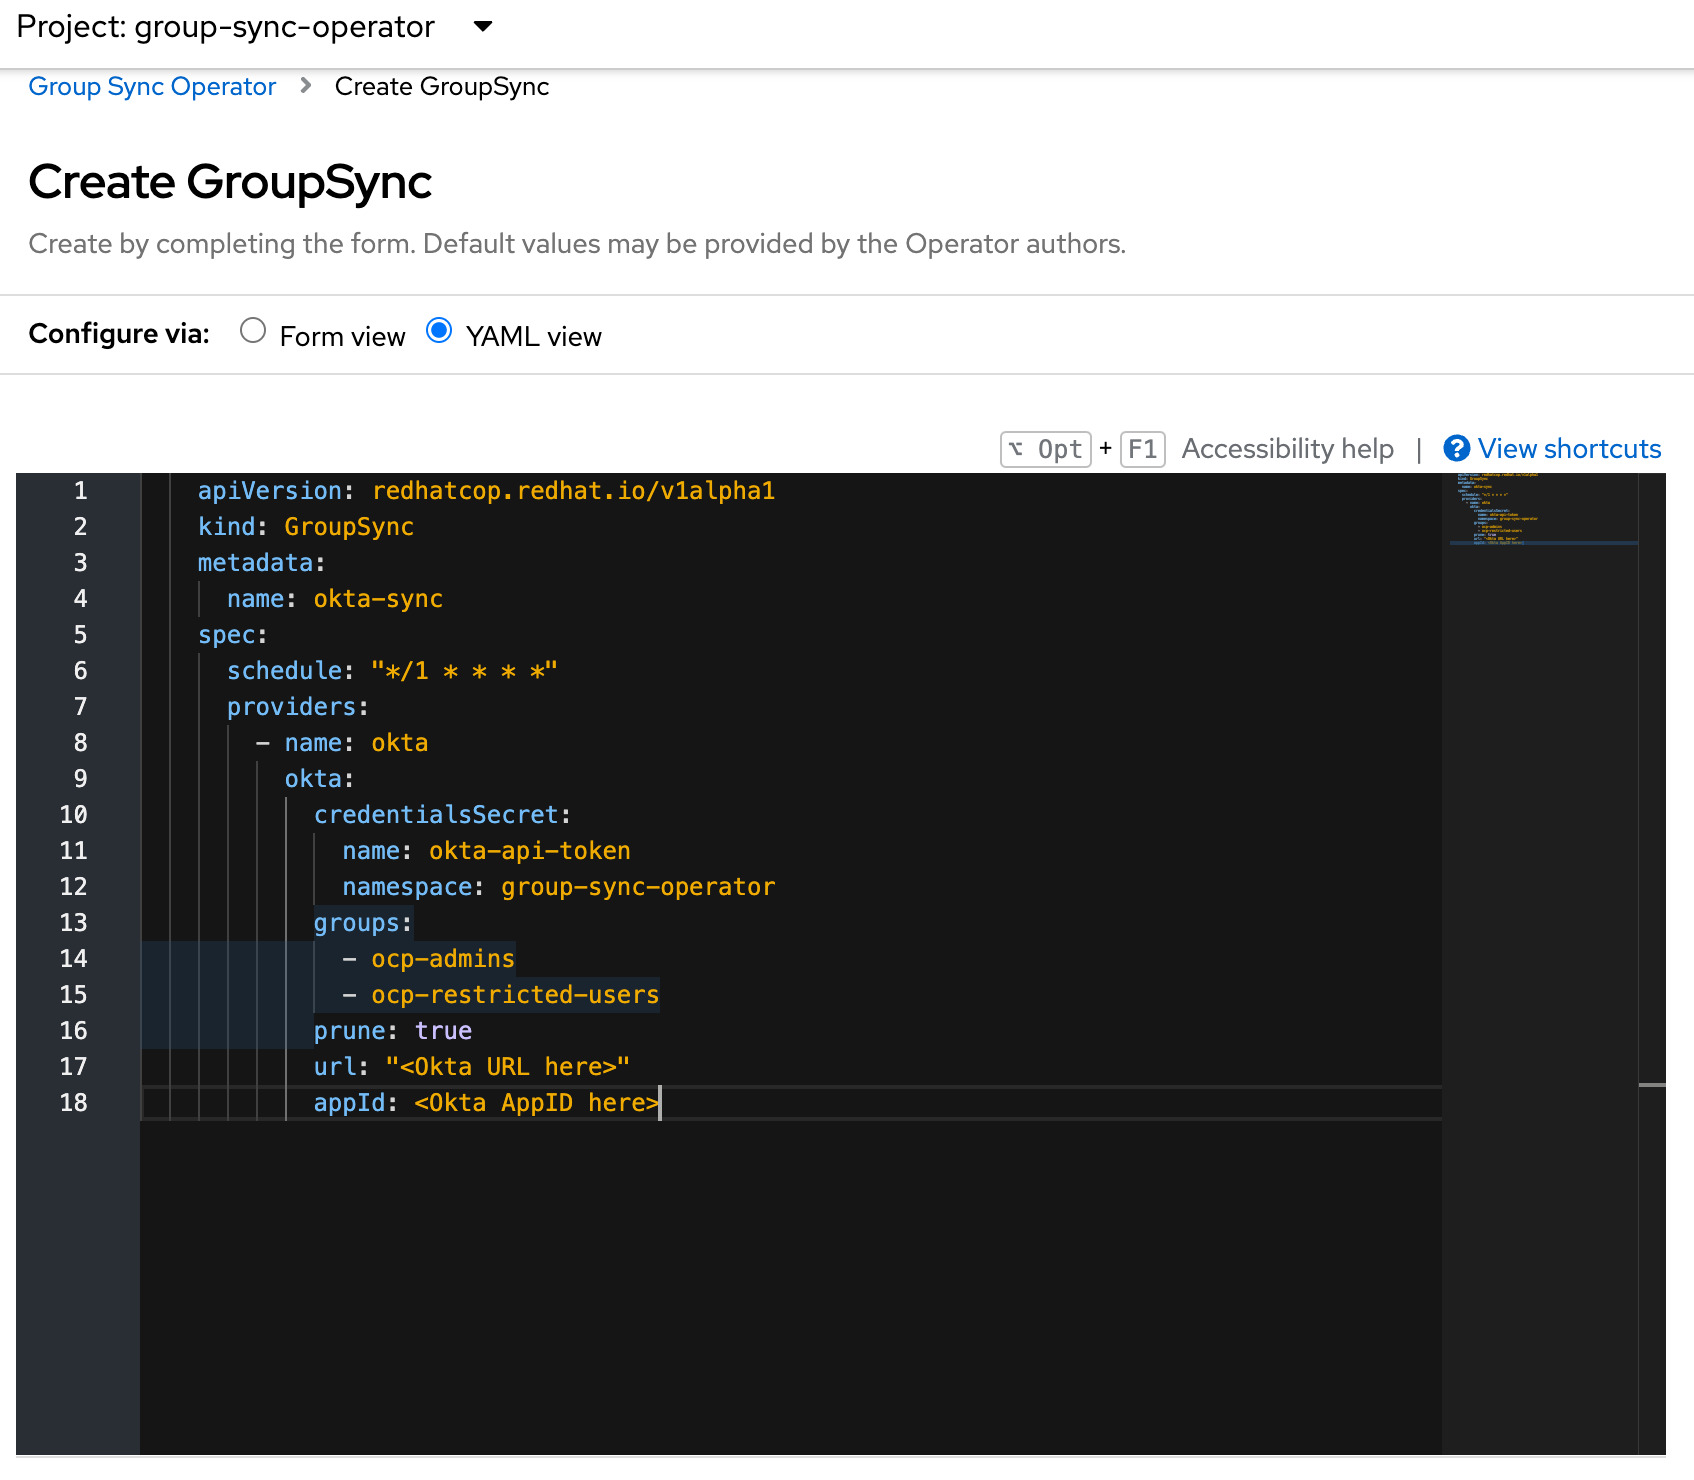 Project: group-sync-operator
Group Sync Operator > Create GroupSync
Create GroupSync
Create by completing the form. Default values may be provided by the Operator authors.
Configure via: Form view YAML view
⌥ Opt + F1 Accessibility help | ? View shortcuts
1 apiVersion: redhatcop.redhat.io/v1alpha1
2 kind: GroupSync
3 metadata:
4   name: okta-sync
5 spec:
6   schedule: "*/1 * * * *"
7   providers:
8     - name: okta
9       okta:
10         credentialsSecret:
11           name: okta-api-token
12           namespace: group-sync-operator
13         groups:
14           - ocp-admins
15           - ocp-restricted-users
16         prune: true
17         url: "<Okta URL here>"
18         appId: <Okta AppID here>